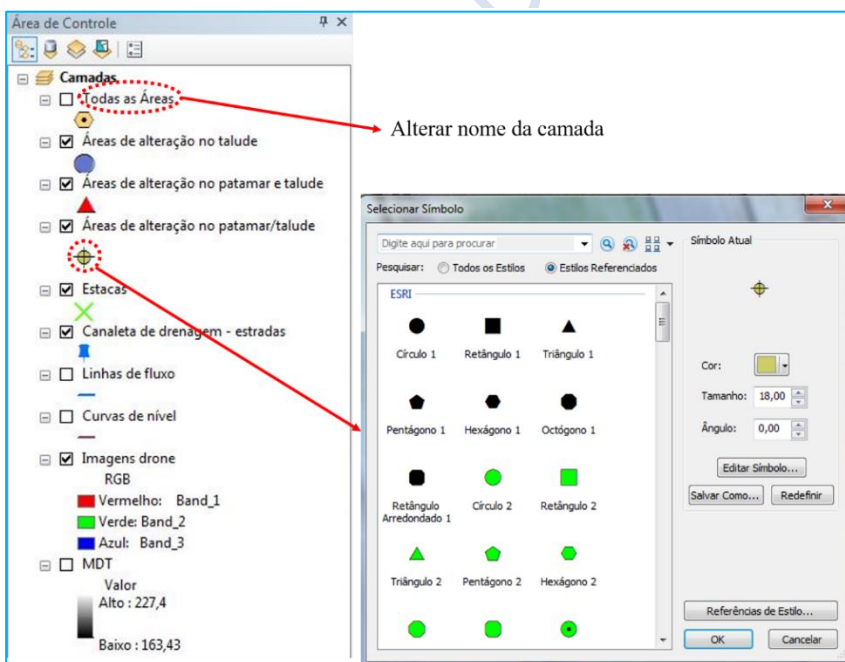 Área de Controle
Camadas
Todas as Áreas
Áreas de alteração no talude
Áreas de alteração no patamar e talude
Áreas de alteração no patamar/talude
Estacas
Canaleta de drenagem - estradas
Linhas de fluxo
Curvas de nível
Imagens drone
RGB
Vermelho: Band_1
Verde: Band_2
Azul: Band_3
MDT
Valor
Alto : 227,4
Baixo : 163,43
Alterar nome da camada
Selecionar Símbolo
Digite aqui para procurar
Pesquisar: Todos os Estilos Estilos Referenciados
ESRI
Círculo 1 Retângulo 1 Triângulo 1
Pentágono 1 Hexágono 1 Octógono 1
Retângulo
Arredondado 1 Círculo 2 Retângulo 2
Triângulo 2 Pentágono 2 Hexágono 2
Símbolo Atual
Cor:
Tamanho: 18,00
Ângulo: 0,00
Editar Símbolo...
Salvar Como... Redefinir
Referências de Estilo...
OK Cancelar